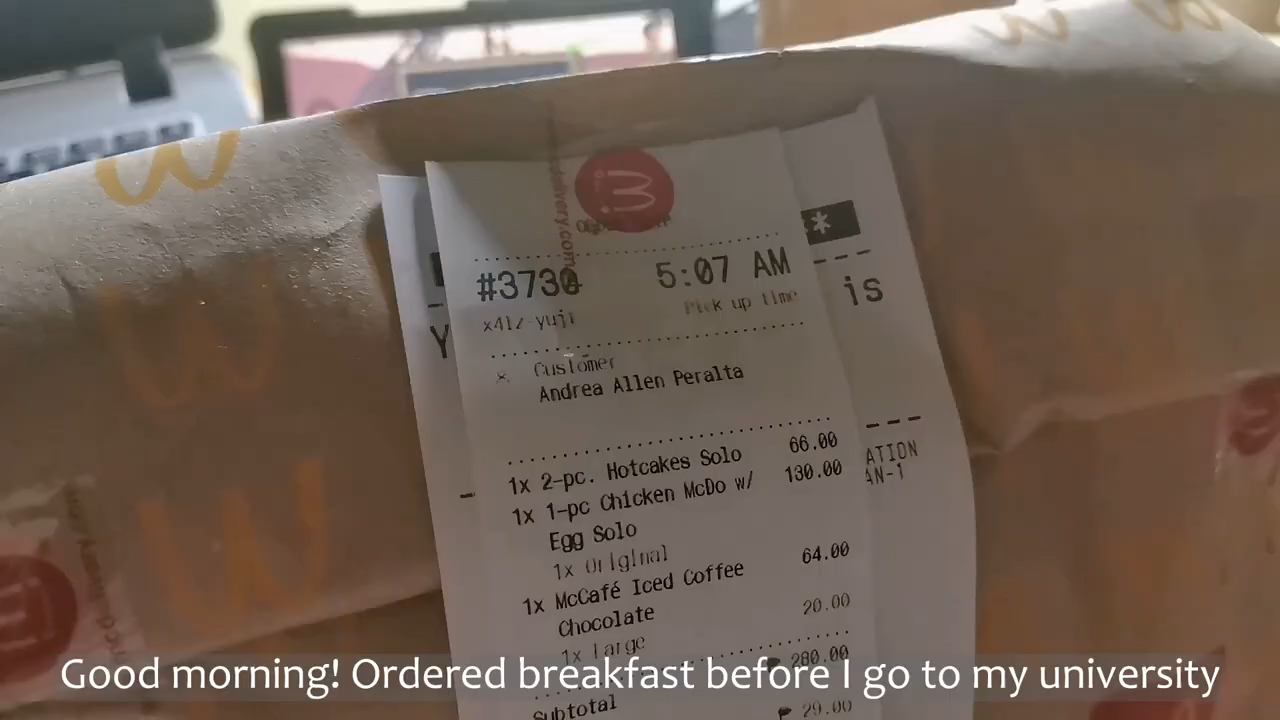 #3730
5:07 AM
Pick up time
Customer
Andrea Allen Peralta
is
1x 2-pc. Hotcakes Solo 66.00
1x 1-pc Chicken McDo w/ 130.00
Egg Solo
1x Original
1x McCafé Iced Coffee 64.00
Chocolate
1x Large 20.00
Subtotal ₱ 280.00
₱ 29.00
ATION
AN-1
Good morning! Ordered breakfast before I go to my university